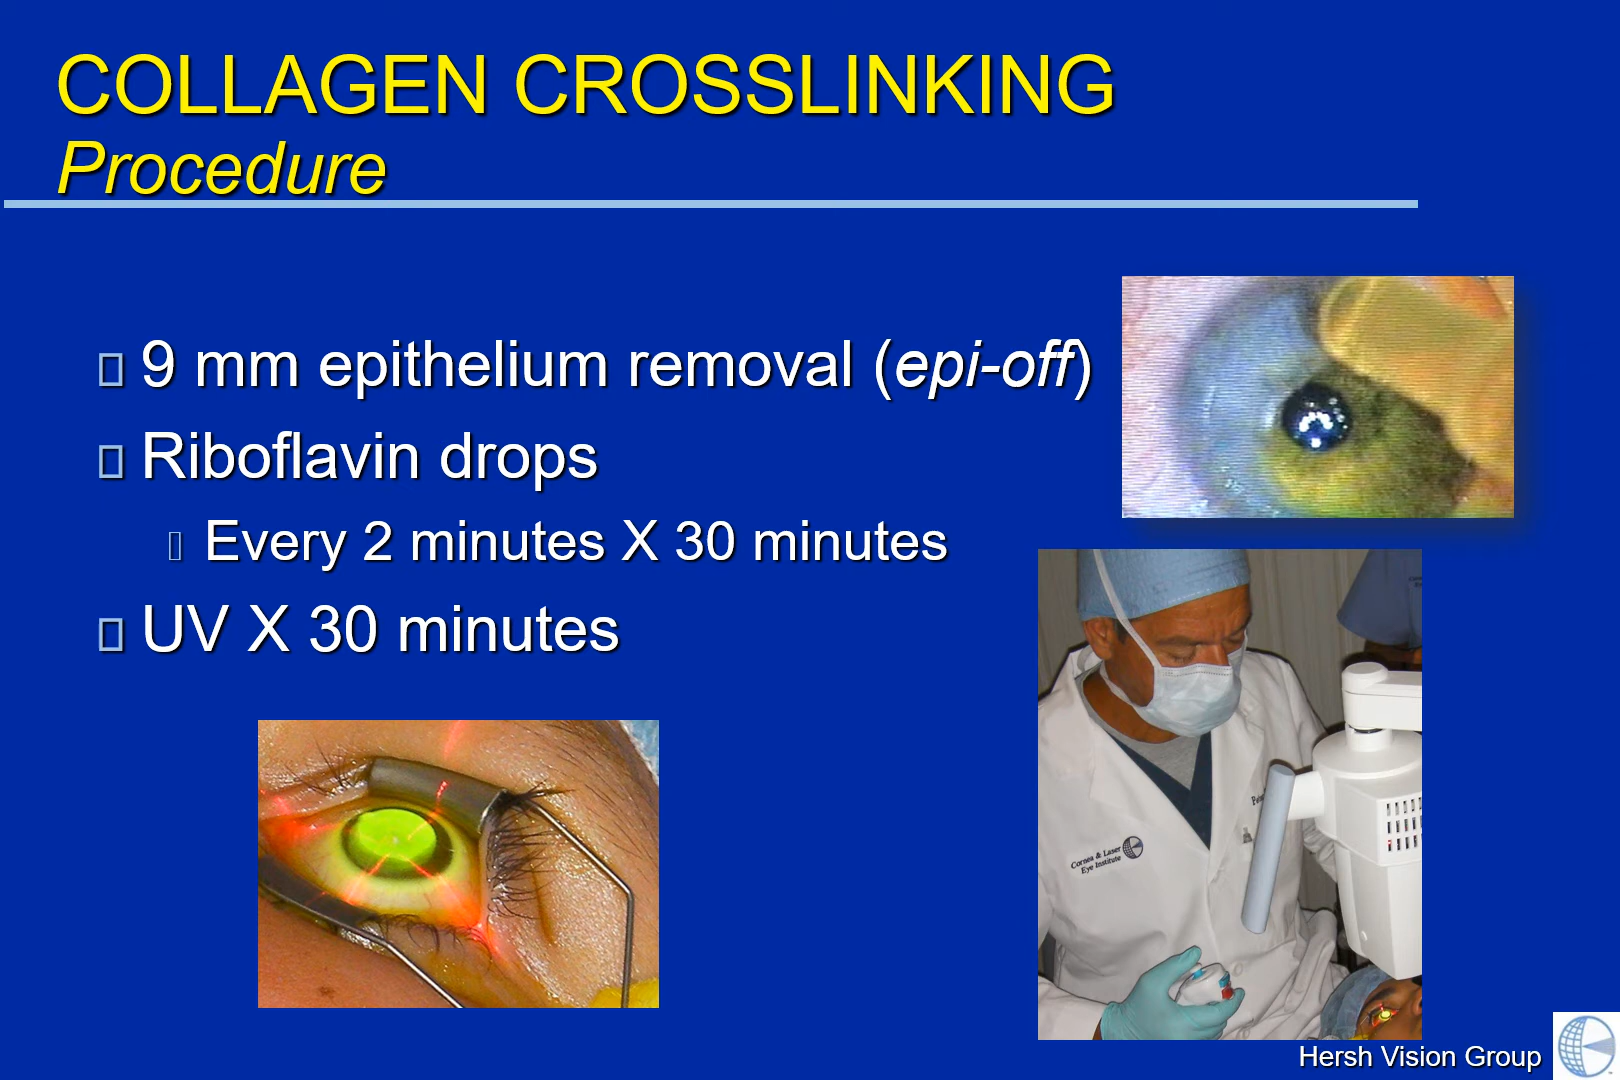 COLLAGEN CROSSLINKING
Procedure
9 mm epithelium removal (epi-off)
Riboflavin drops
Every 2 minutes X 30 minutes
UV X 30 minutes
Cornea & Laser
Eye Institute
Hersh Vision Group